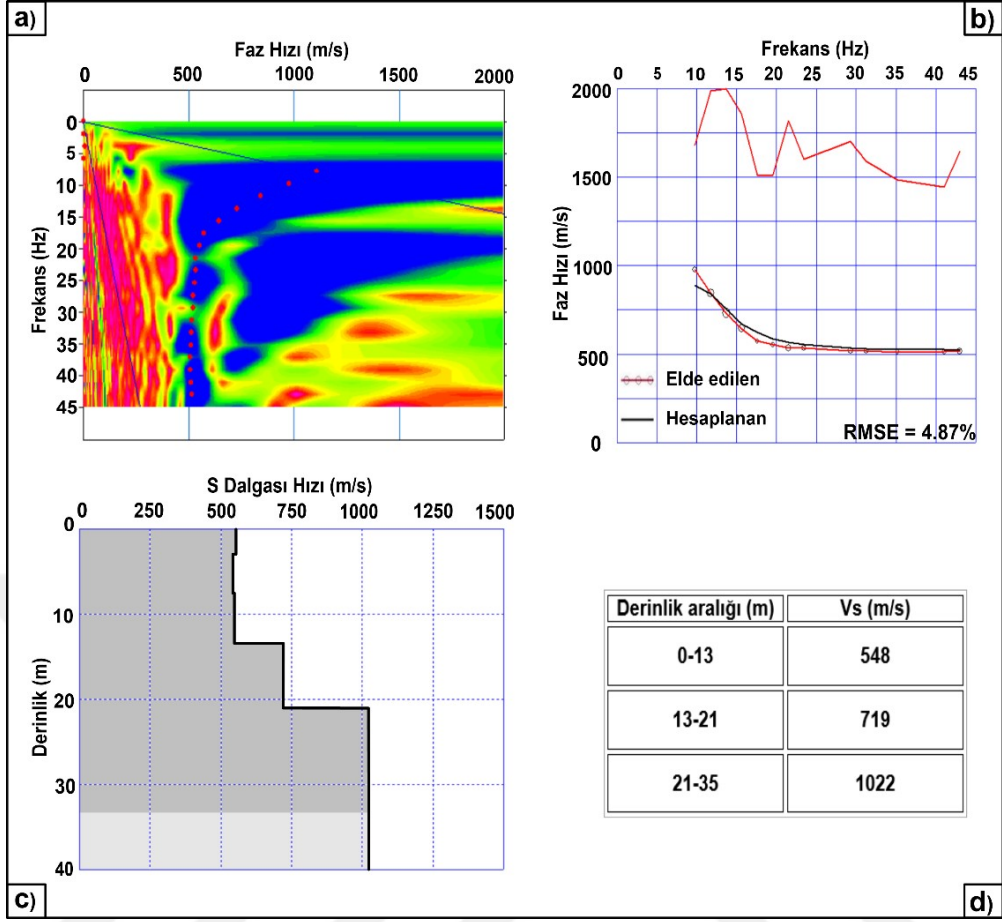 a)
Faz Hızı (m/s)
0 500 1000 1500 2000
0
5
10
15
20
25
30
35
40
45
Frekans (Hz)
b)
Frekans (Hz)
0 5 10 15 20 25 30 35 40 45
2000
1500
1000
500
0
Faz Hızı (m/s)
Elde edilen
Hesaplanan
RMSE = 4.87%
S Dalgası Hızı (m/s)
0 250 500 750 1000 1250 1500
0
10
20
30
40
Derinlik (m)
c)
Derinlik aralığı (m) Vs (m/s)
0-13 548
13-21 719
21-35 1022
d)